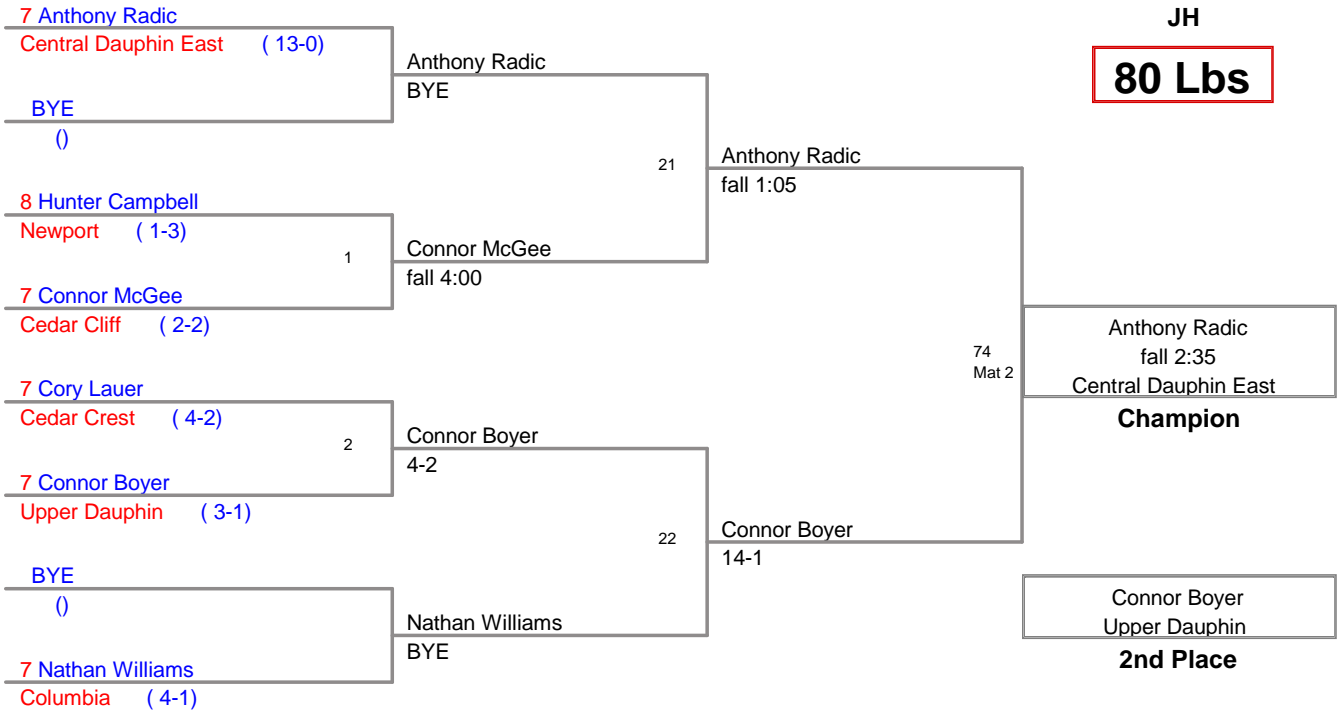 7 Anthony Radic
Central Dauphin East ( 13-0)
BYE
()
8 Hunter Campbell
Newport ( 1-3)
1
7 Connor McGee
Cedar Cliff ( 2-2)
7 Cory Lauer
Cedar Crest ( 4-2)
2
7 Connor Boyer
Upper Dauphin ( 3-1)
BYE
()
7 Nathan Williams
Columbia ( 4-1)
Anthony Radic
BYE
21
Connor McGee
fall 4:00
Connor Boyer
4-2
22
Nathan Williams
BYE
Anthony Radic
fall 1:05
74
Mat 2
Connor Boyer
14-1
JH
80 Lbs
Anthony Radic
fall 2:35
Central Dauphin East
Champion
Connor Boyer
Upper Dauphin
2nd Place